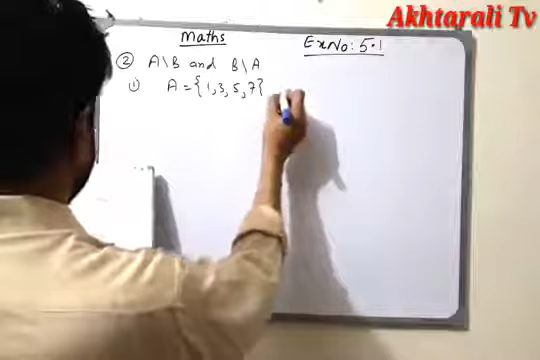 Akhtarali Tv
Maths
Ex No: 5.1
② A\B and B\A
① A = {1,3,5,7}